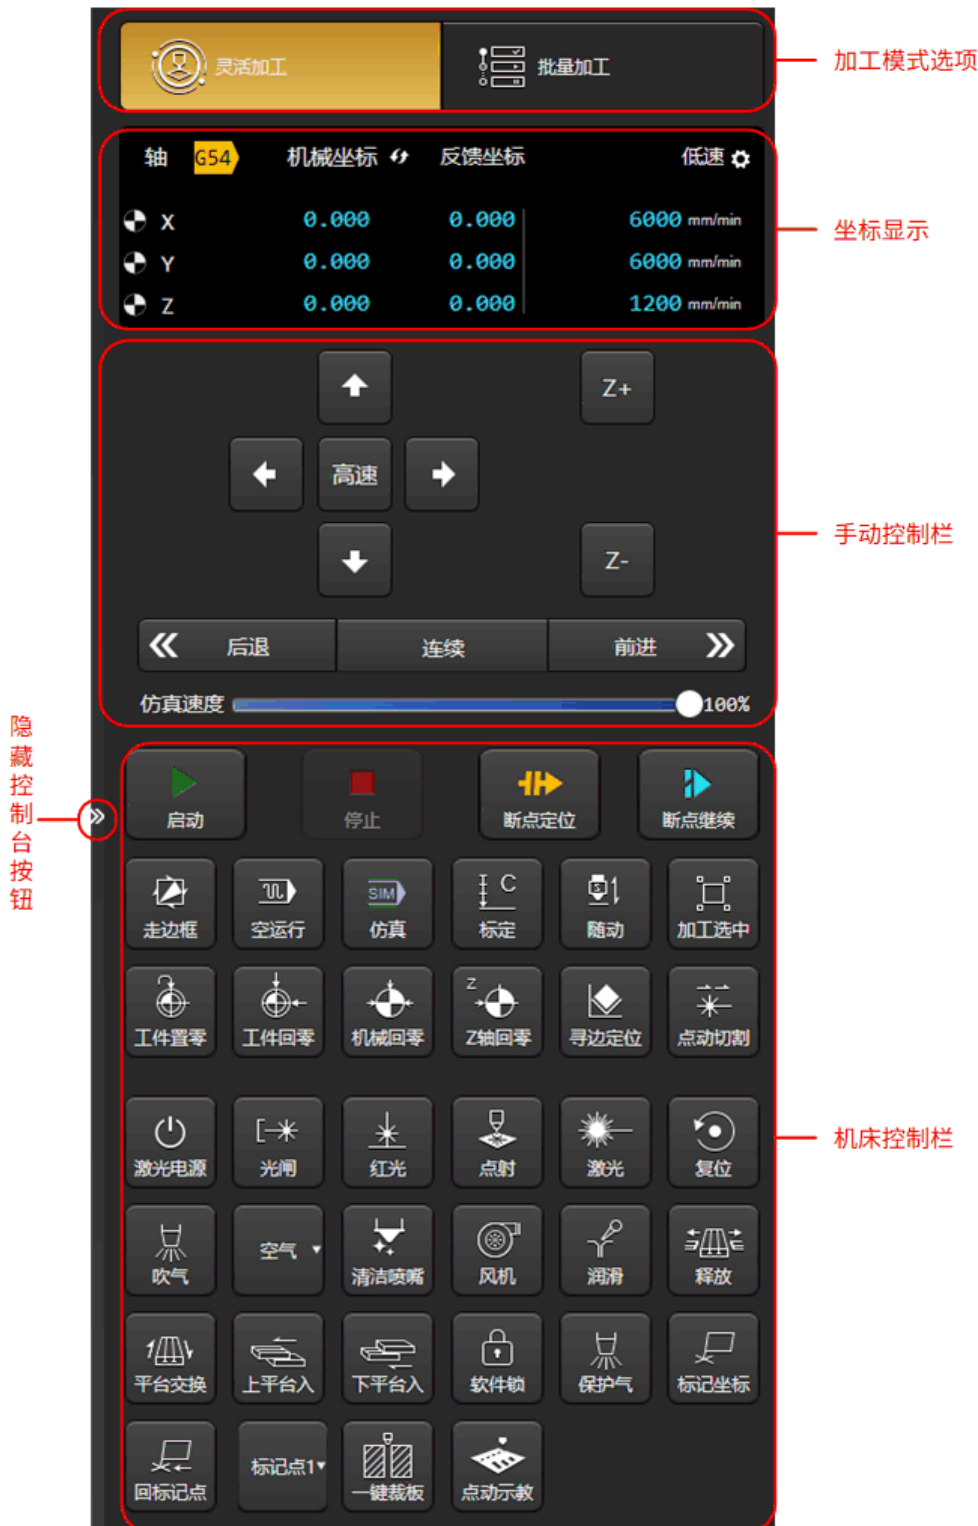 灵活加工 批量加工
加工模式选项
轴 G54 机械坐标 反馈坐标 低速
X 0.000 0.000 6000 mm/min
坐标显示
Y 0.000 0.000 6000 mm/min
Z 0.000 0.000 1200 mm/min
Z+
高速
手动控制栏
Z-
后退 连续 前进
仿真速度 100%
隐藏控制台按钮
启动 停止 断点定位 断点继续
SIM C S
走边框 空运行 仿真 标定 随动 加工选中
Z
工件置零 工件回零 机械回零 Z轴回零 寻边定位 点动切割
机床控制栏
激光电源 光闸 红光 点射 激光 复位
吹气 空气 清洁喷嘴 风机 润滑 释放
平台交换 上平台入 下平台入 软件锁 保护气 标记坐标
回标记点 标记点1 一键裁板 点动示教